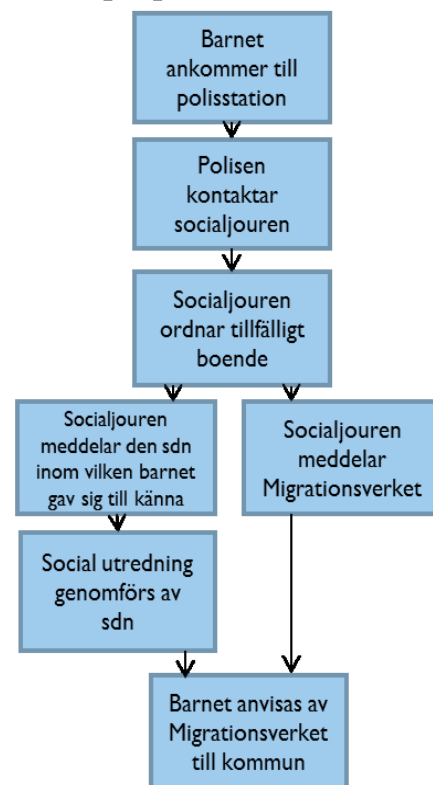 Barnet
ankommer till
polisstation
Polisen
kontaktar
socialjouren
Socialjouren
ordnar tillfälligt
boende
Socialjouren
meddelar den sdn
inom vilken barnet
gav sig till känna
Socialjouren
meddelar
Migrationsverket
Social utredning
genomförs av
sdn
Barnet anvisas av
Migrationsverket
till kommun